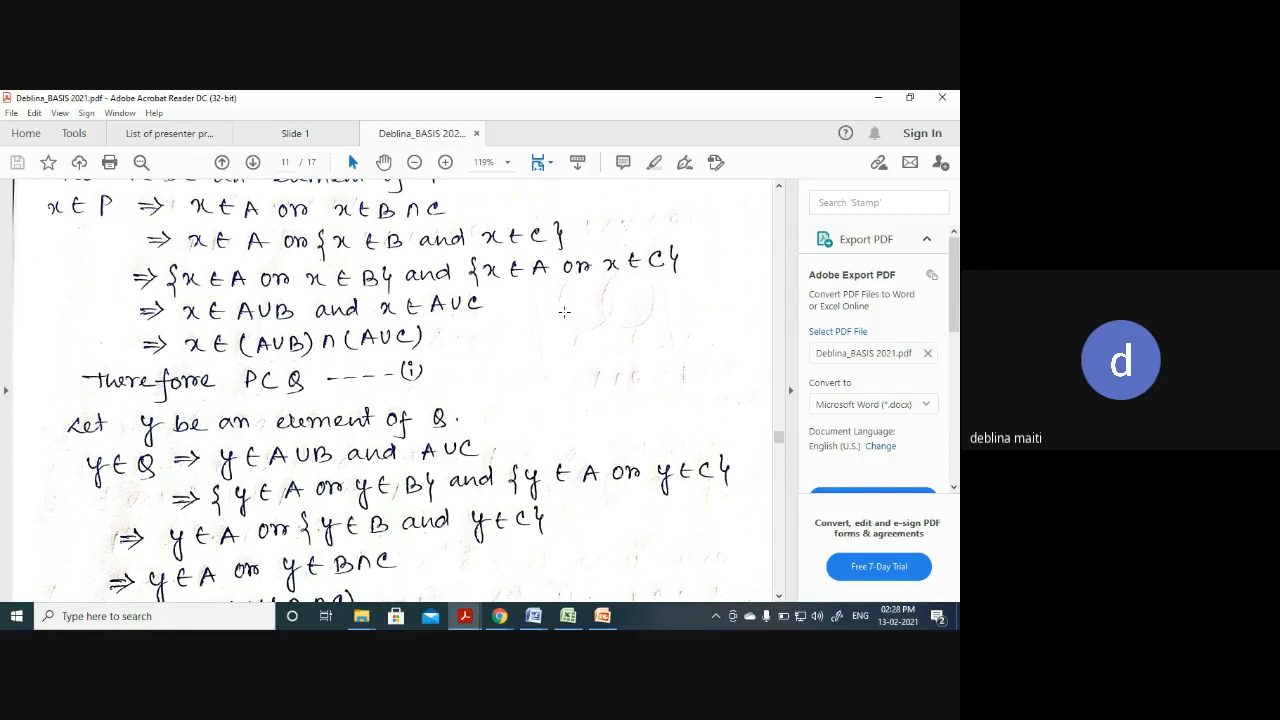 Deblina_BASIS 2021.pdf - Adobe Acrobat Reader DC (32-bit)
File Edit View Sign Window Help
Home Tools List of presenter pr... Slide 1 Deblina_BASIS 202... × Sign In
11 / 17 119%
x ∈ P ⇒ x ∈ A or x ∈ B ∩ C
⇒ x ∈ A or { x ∈ B and x ∈ C }
⇒ { x ∈ A or x ∈ B } and { x ∈ A or x ∈ C }
⇒ x ∈ A∪B and x ∈ A∪C
⇒ x ∈ (A∪B) ∩ (A∪C)
Therefore P ⊂ Q ----- (i)
Let y be an element of Q.
y ∈ Q ⇒ y ∈ A∪B and A∪C
⇒ { y ∈ A or y ∈ B } and { y ∈ A or y ∈ C }
⇒ y ∈ A or { y ∈ B and y ∈ C }
⇒ y ∈ A or y ∈ B∩C
Search 'Stamp'
Export PDF
Adobe Export PDF
Convert PDF Files to Word
or Excel Online
Select PDF File
Deblina_BASIS 2021.pdf
Convert to
Microsoft Word (*.docx)
Document Language:
English (U.S.) Change
Convert, edit and e-sign PDF
forms & agreements
Free 7-Day Trial
d
deblina maiti
Type here to search
ENG
02:28 PM
13-02-2021
2